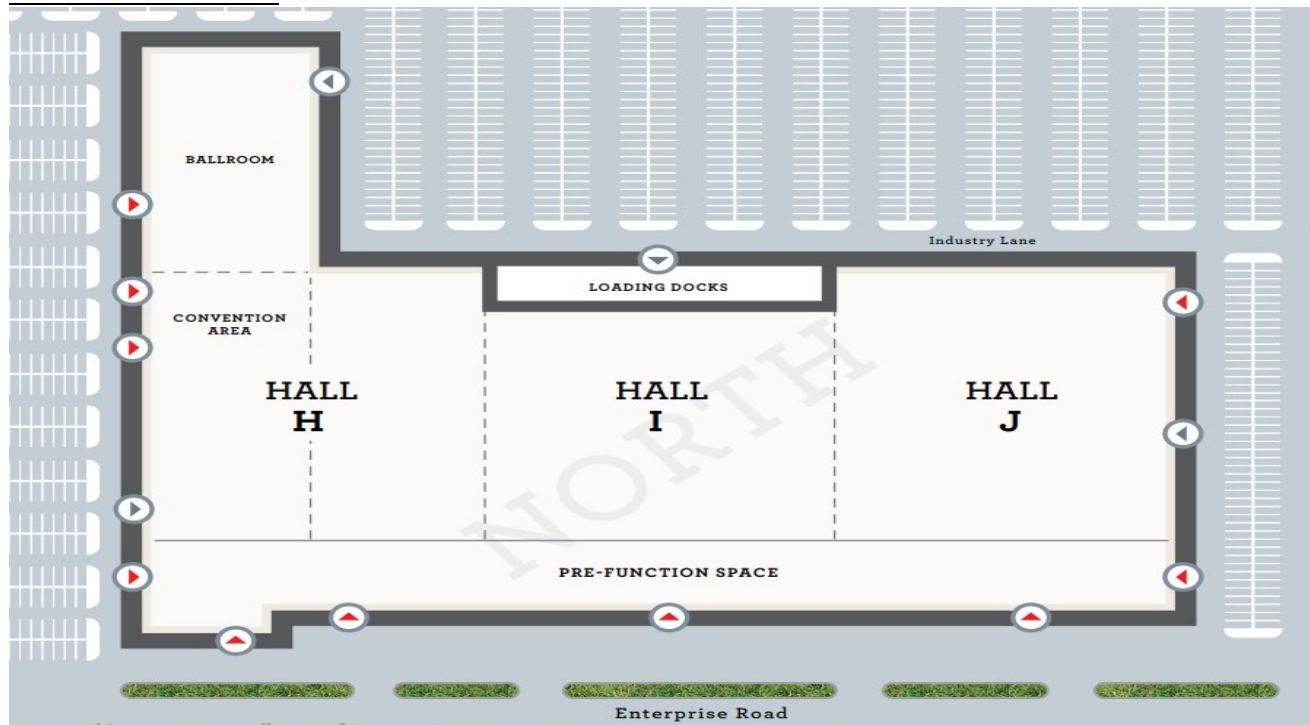 BALLROOM
Industry Lane
LOADING DOCKS
CONVENTION
AREA
HALL
H
HALL
I
HALL
J
NORTH
PRE-FUNCTION SPACE
Enterprise Road